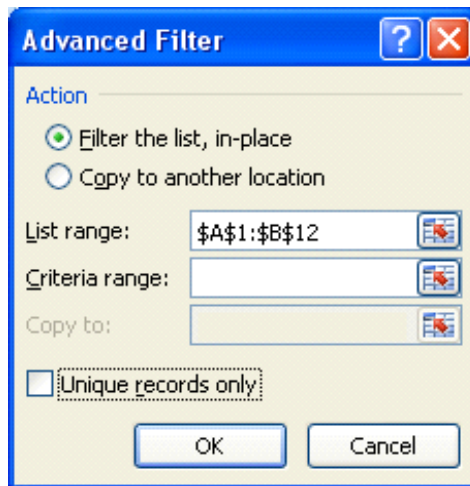 Advanced Filter
Action
Filter the list, in-place
Copy to another location
List range: $A$1:$B$12
Criteria range:
Copy to:
Unique records only
OK Cancel